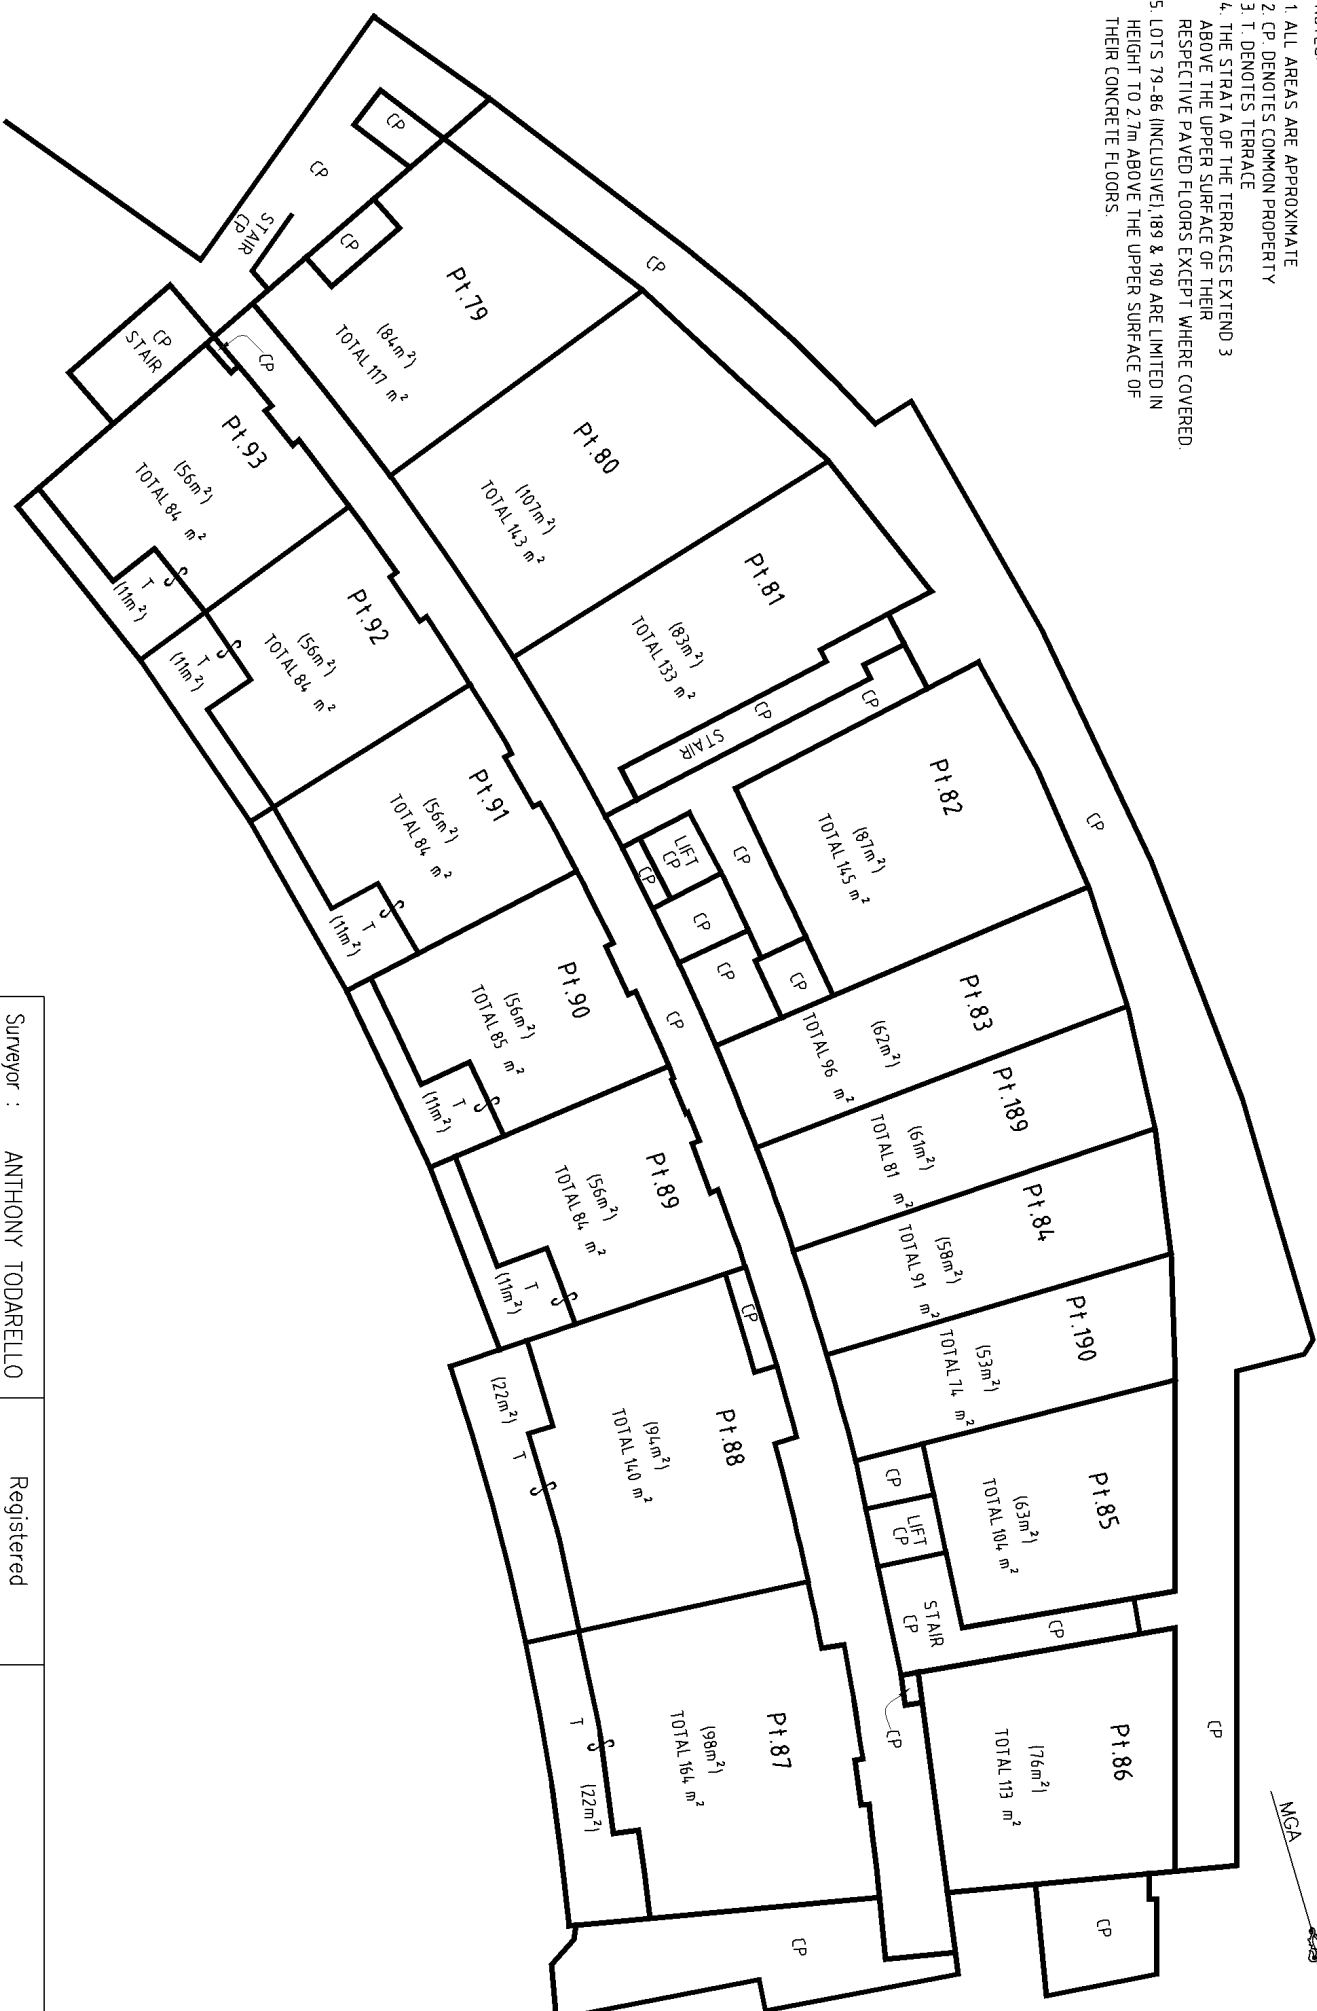 1. ALL AREAS ARE APPROXIMATE
2. CP. DENOTES COMMON PROPERTY
3. T. DENOTES TERRACE
4. THE STRATA OF THE TERRACES EXTEND 3
ABOVE THE UPPER SURFACE OF THEIR
RESPECTIVE PAVED FLOORS EXCEPT WHERE COVERED.
5. LOTS 79-86 (INCLUSIVE),189 & 190 ARE LIMITED IN
HEIGHT TO 2.7m ABOVE THE UPPER SURFACE OF
THEIR CONCRETE FLOORS.
CP
CP
STAIR
CP
CP
CP
Pt.79
(84m²)
TOTAL 117 m²
Pt.80
(107m²)
TOTAL 143 m²
Pt.81
(83m²)
TOTAL 133 m²
CP
CP
STAIR
Pt.82
(87m²)
TOTAL 145 m²
CP
CP
LIFT
CP
CP
CP
CP
CP
Pt.83
(62m²)
TOTAL 96 m²
Pt.189
(61m²)
TOTAL 81 m²
Pt.84
(58m²)
TOTAL 91 m²
Pt.190
(53m²)
TOTAL 74 m²
Pt.85
(63m²)
TOTAL 104 m²
CP
LIFT
CP
STAIR
CP
CP
CP
Pt.86
(76m²)
TOTAL 113 m²
CP
CP
CP
MGA
CP
STAIR
CP
Pt.93
(56m²)
TOTAL 84 m²
T
(11m²)
Pt.92
(56m²)
TOTAL 84 m²
T
(11m²)
Pt.91
(56m²)
TOTAL 84 m²
T
(11m²)
Pt.90
(56m²)
TOTAL 85 m²
T
(11m²)
CP
Pt.89
(56m²)
TOTAL 84 m²
T
(11m²)
CP
Pt.88
(94m²)
TOTAL 140 m²
(22m²)
T
Pt.87
(98m²)
TOTAL 164 m²
T
(22m²)
Surveyor : ANTHONY TODARELLO
Registered